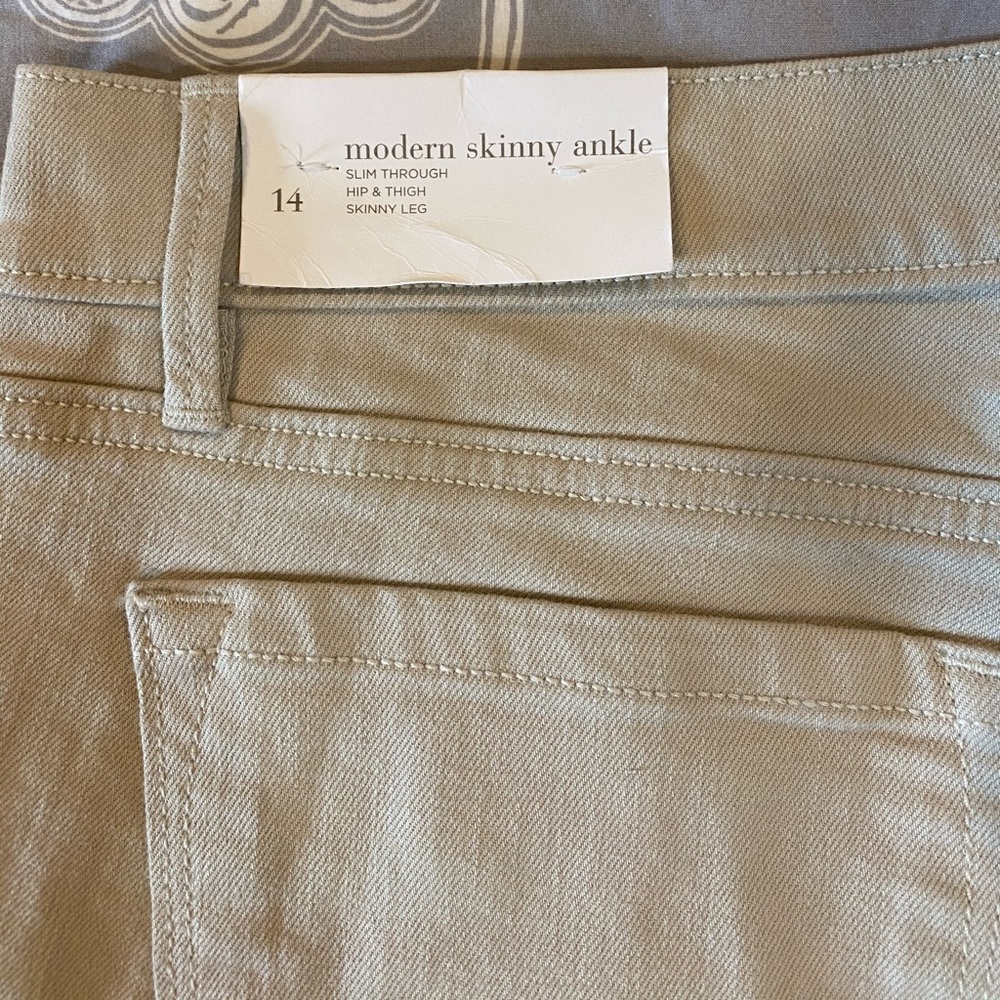 modern skinny ankle
SLIM THROUGH
HIP & THIGH
14
SKINNY LEG